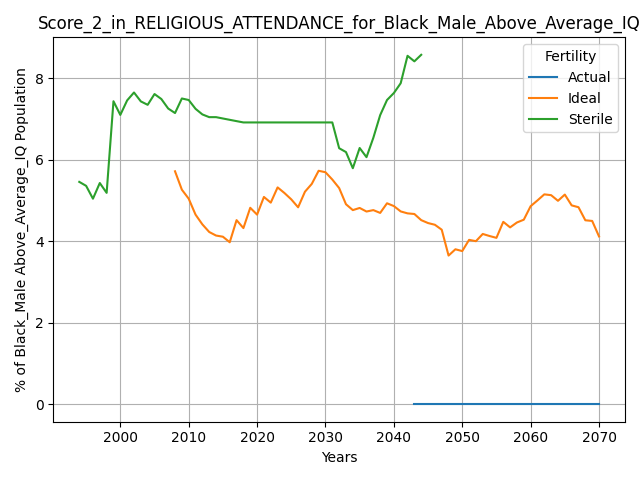 Score_2_in_RELIGIOUS_ATTENDANCE_for_Black_Male_Above_Average_IQ
% of Black_Male Above_Average_IQ Population
8
6
4
2
0
Fertility
Actual
Ideal
Sterile
2000 2010 2020 2030 2040 2050 2060 2070
Years